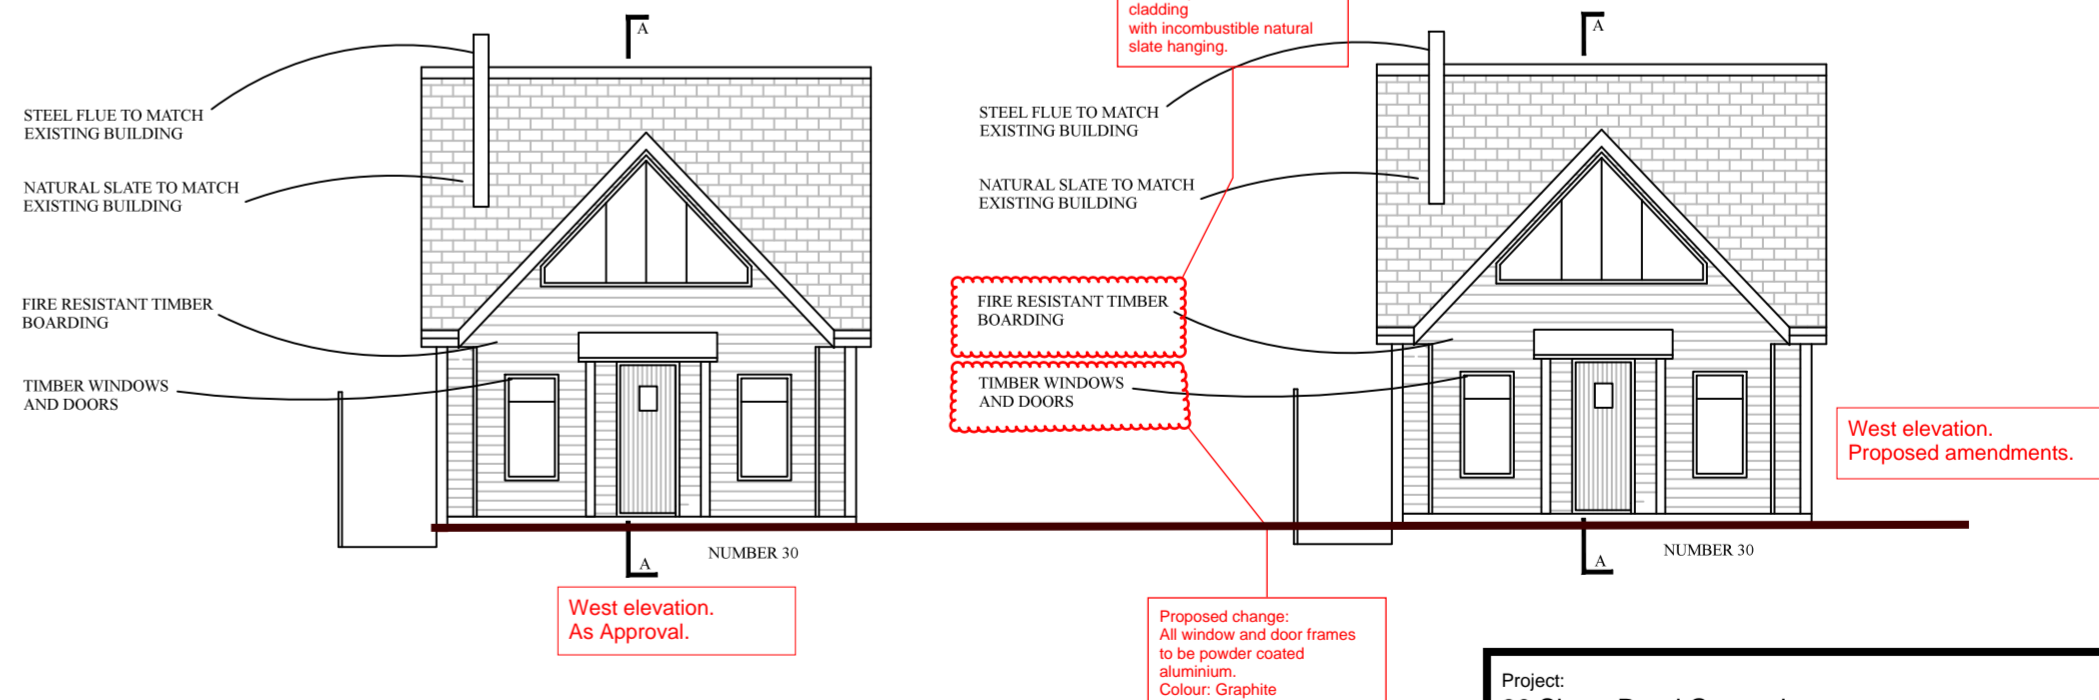 A
STEEL FLUE TO MATCH
EXISTING BUILDING
NATURAL SLATE TO MATCH
EXISTING BUILDING
FIRE RESISTANT TIMBER
BOARDING
TIMBER WINDOWS
AND DOORS
A
NUMBER 30
West elevation.
As Approval.
cladding
with incombustible natural
slate hanging.
A
STEEL FLUE TO MATCH
EXISTING BUILDING
NATURAL SLATE TO MATCH
EXISTING BUILDING
FIRE RESISTANT TIMBER
BOARDING
TIMBER WINDOWS
AND DOORS
West elevation.
Proposed amendments.
A
NUMBER 30
Proposed change:
All window and door frames
to be powder coated
aluminium.
Colour: Graphite
Project: